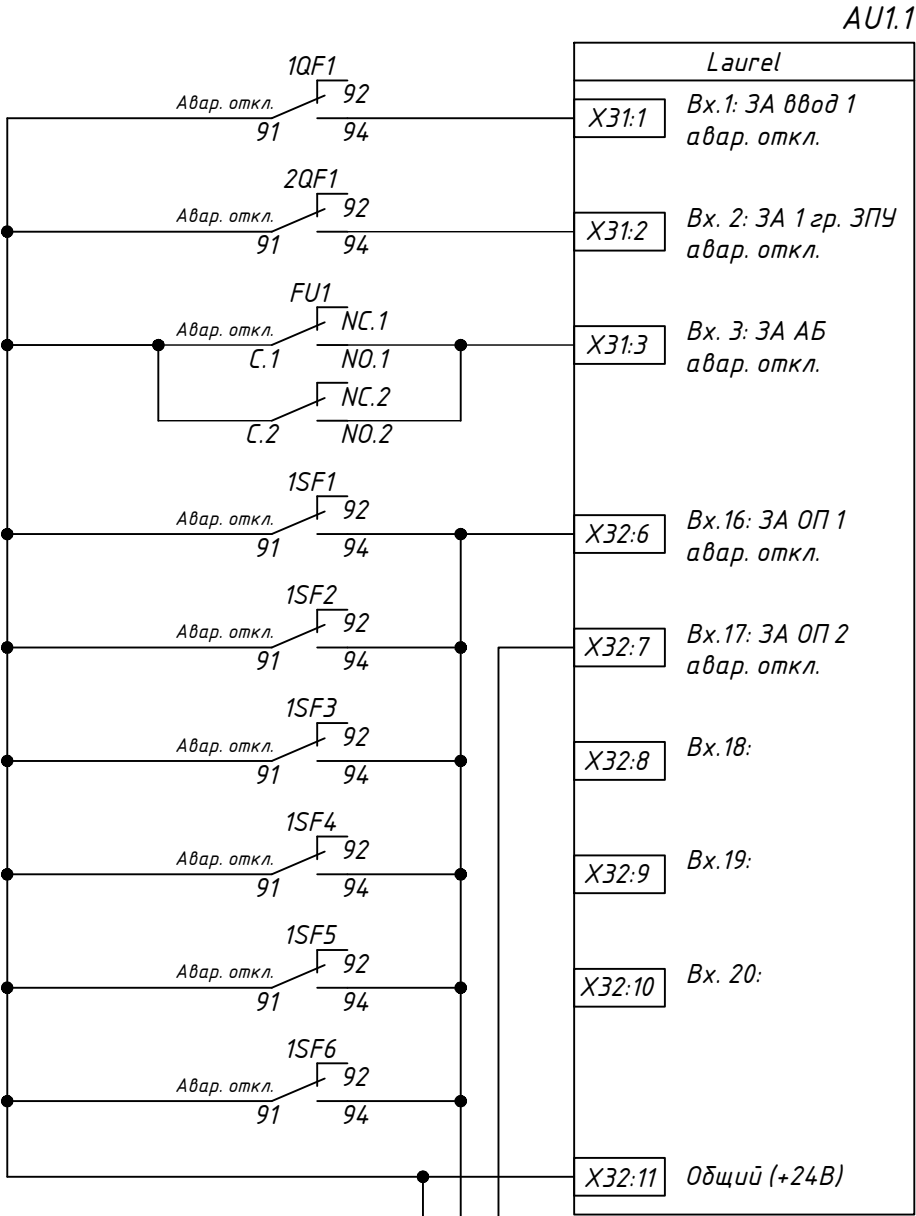 AU1.1
Laurel
1QF1
Авар. откл.
92
91
94
X31:1
Вх.1: ЗА ввод 1
авар. откл.
2QF1
Авар. откл.
92
91
94
X31:2
Вх. 2: ЗА 1 гр. ЗПУ
авар. откл.
FU1
Авар. откл.
NC.1
C.1
NO.1
X31:3
Вх. 3: ЗА АБ
авар. откл.
NC.2
C.2
NO.2
1SF1
Авар. откл.
92
91
94
X32:6
Вх.16: ЗА ОП 1
авар. откл.
1SF2
Авар. откл.
92
91
94
X32:7
Вх.17: ЗА ОП 2
авар. откл.
1SF3
Авар. откл.
92
91
94
X32:8
Вх.18:
1SF4
Авар. откл.
92
91
94
X32:9
Вх.19:
1SF5
Авар. откл.
92
91
94
X32:10
Вх. 20:
1SF6
Авар. откл.
92
91
94
X32:11
Общий (+24В)